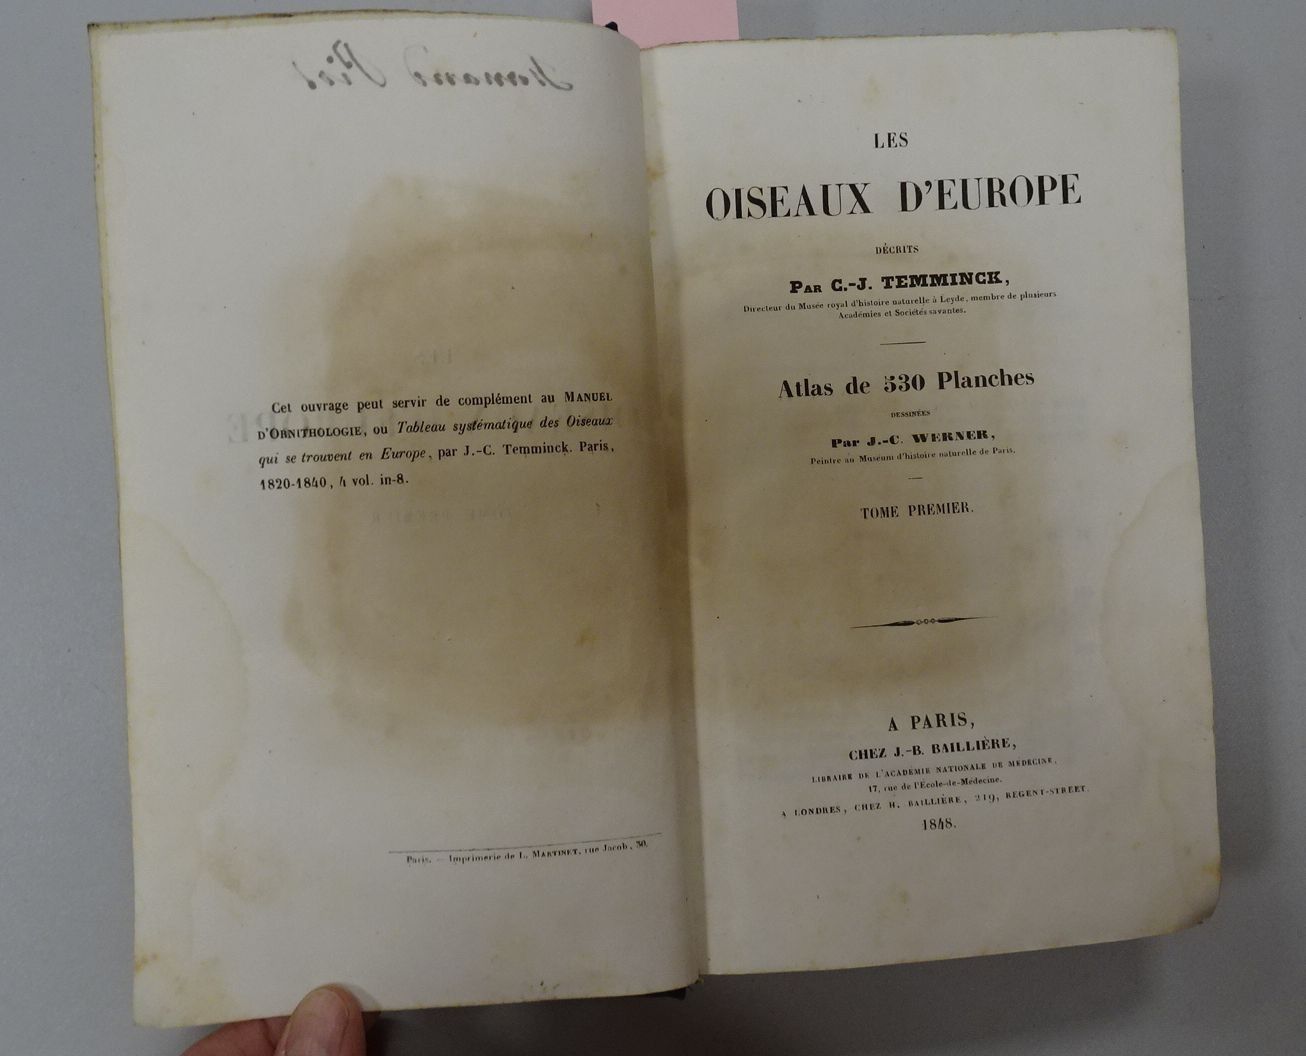 Cet ouvrage peut servir de complément au MANUEL
D'ORNITHOLOGIE, ou Tableau systématique des Oiseaux
qui se trouvent en Europe, par J.-C. Temminck. Paris,
1820-1840, 4 vol. in-8.
Paris. — Imprimerie de L. MARTINET, rue Jacob, 30.
LES
OISEAUX D'EUROPE
DÉCRITS
PAR C.-J. TEMMINCK,
Directeur du Musée royal d'histoire naturelle à Leyde, membre de plusieurs
Académies et Sociétés savantes.
Atlas de 530 Planches
DESSINÉES
Par J.-C. WERNER,
Peintre au Muséum d'histoire naturelle de Paris.
TOME PREMIER.
A PARIS,
CHEZ J.-B. BAILLIÈRE,
LIBRAIRE DE L'ACADÉMIE NATIONALE DE MÉDECINE,
17, rue de l'École-de-Médecine.
A LONDRES, CHEZ H. BAILLIÈRE, 219, REGENT-STREET.
1848.